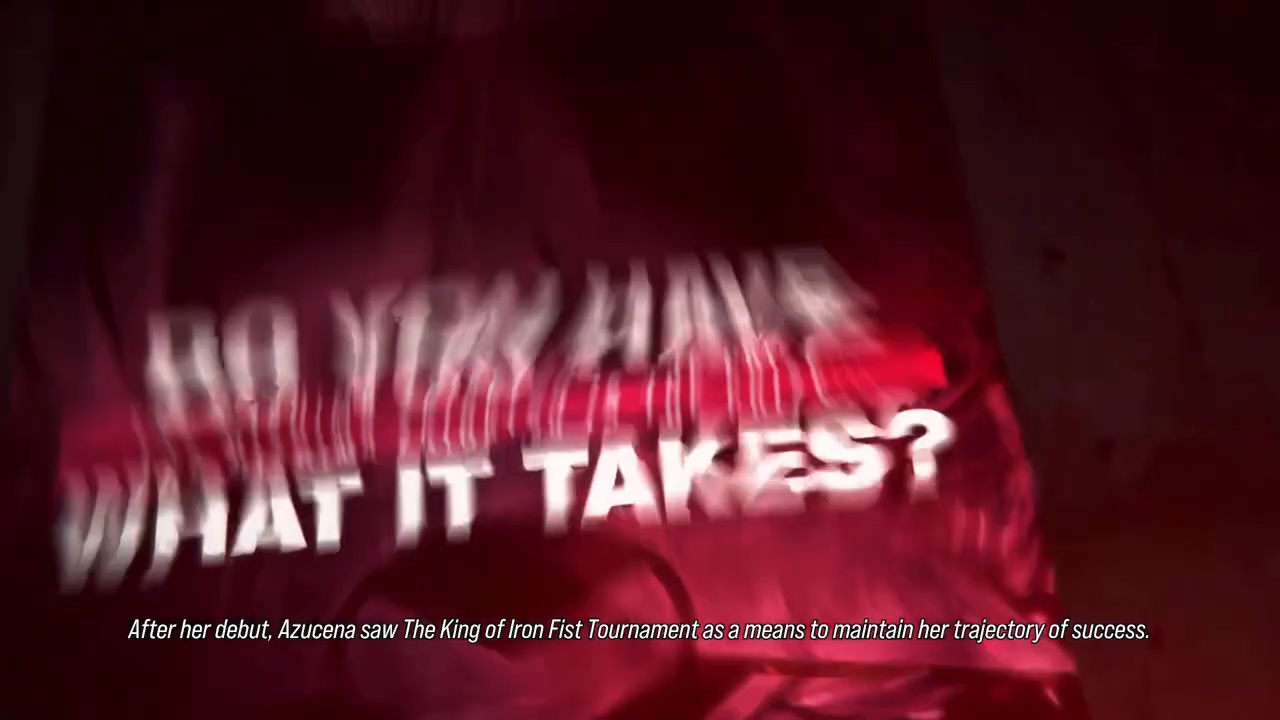 DO YOU HAVE
WHAT IT TAKES?
After her debut, Azucena saw The King of Iron Fist Tournament as a means to maintain her trajectory of success.